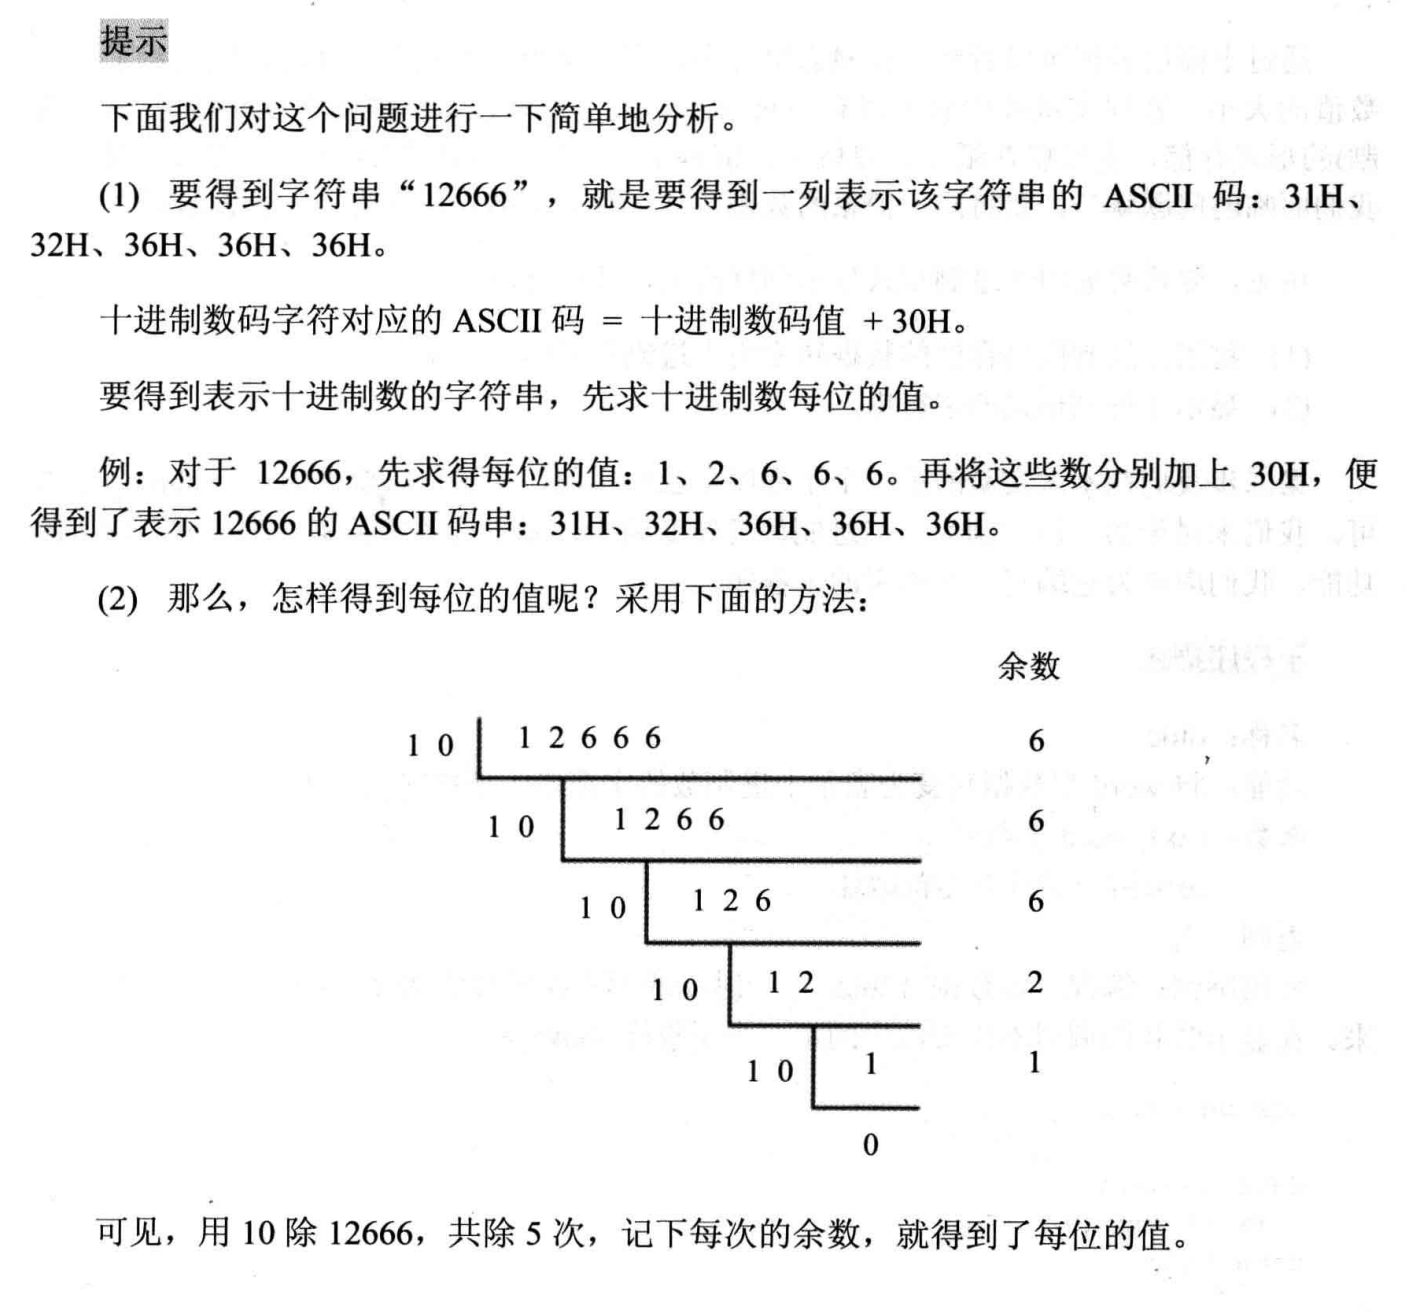 提示
下面我们对这个问题进行一下简单地分析。
(1) 要得到字符串“12666”，就是要得到一列表示该字符串的 ASCII 码：31H、
32H、36H、36H、36H。
十进制数码字符对应的 ASCII 码 = 十进制数码值 + 30H。
要得到表示十进制数的字符串，先求十进制数每位的值。
例：对于 12666，先求得每位的值：1、2、6、6、6。再将这些数分别加上 30H，便
得到了表示 12666 的 ASCII 码串：31H、32H、36H、36H、36H。
(2) 那么，怎样得到每位的值呢？采用下面的方法：
余数
10 12666 6
10 1266 6
10 126 6
10 12 2
10 1 1
0
可见，用 10 除 12666，共除 5 次，记下每次的余数，就得到了每位的值。